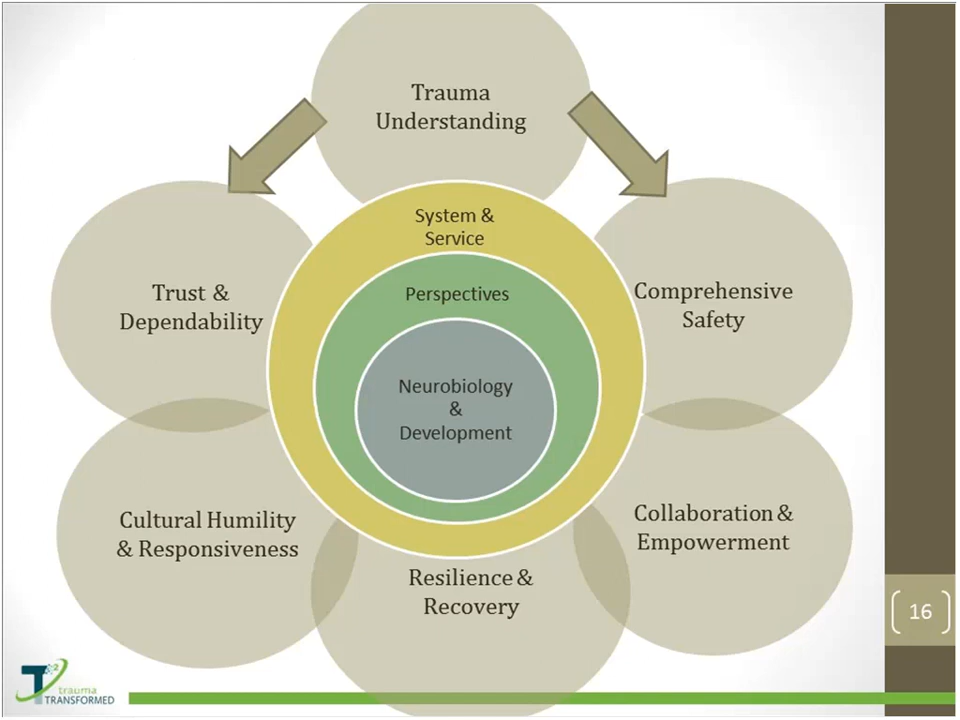 Trauma
Understanding
System &
Service
Trust &
Dependability
Perspectives
Comprehensive
Safety
Neurobiology
&
Development
Cultural Humility
& Responsiveness
Collaboration &
Empowerment
Resilience &
Recovery
16
T2
trauma
TRANSFORMED